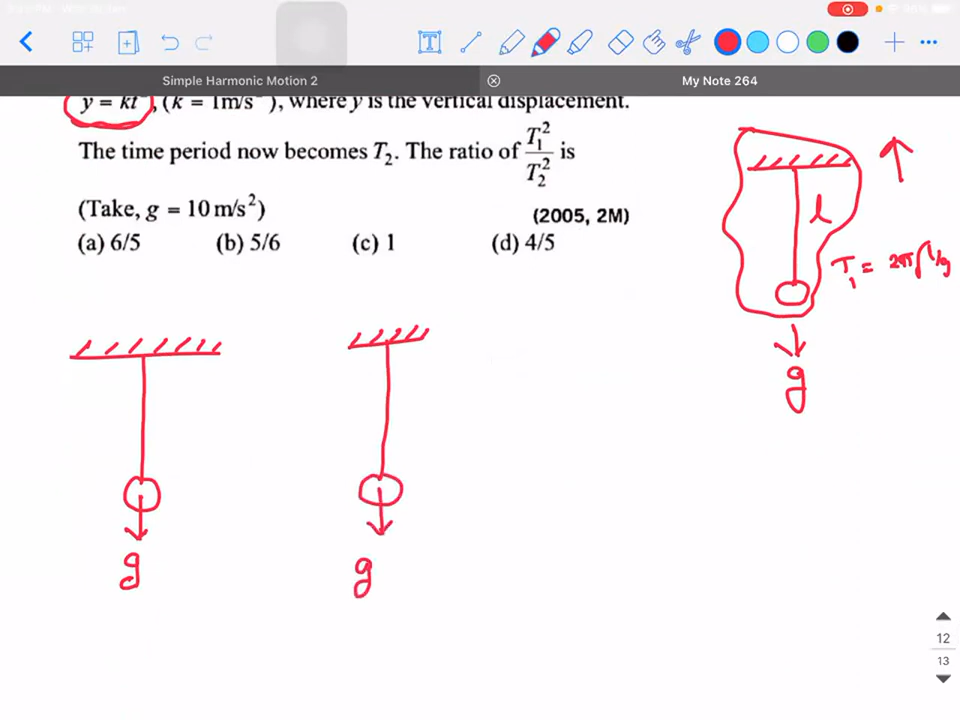 Simple Harmonic Motion 2
My Note 264
y = kt², (k = 1m/s²), where y is the vertical displacement.
The time period now becomes T₂. The ratio of T₁²/T₂² is
(Take, g = 10 m/s²)
(2005, 2M)
(a) 6/5 (b) 5/6 (c) 1 (d) 4/5
l
T₁ = 2π√l/g
g
g
g
12
13